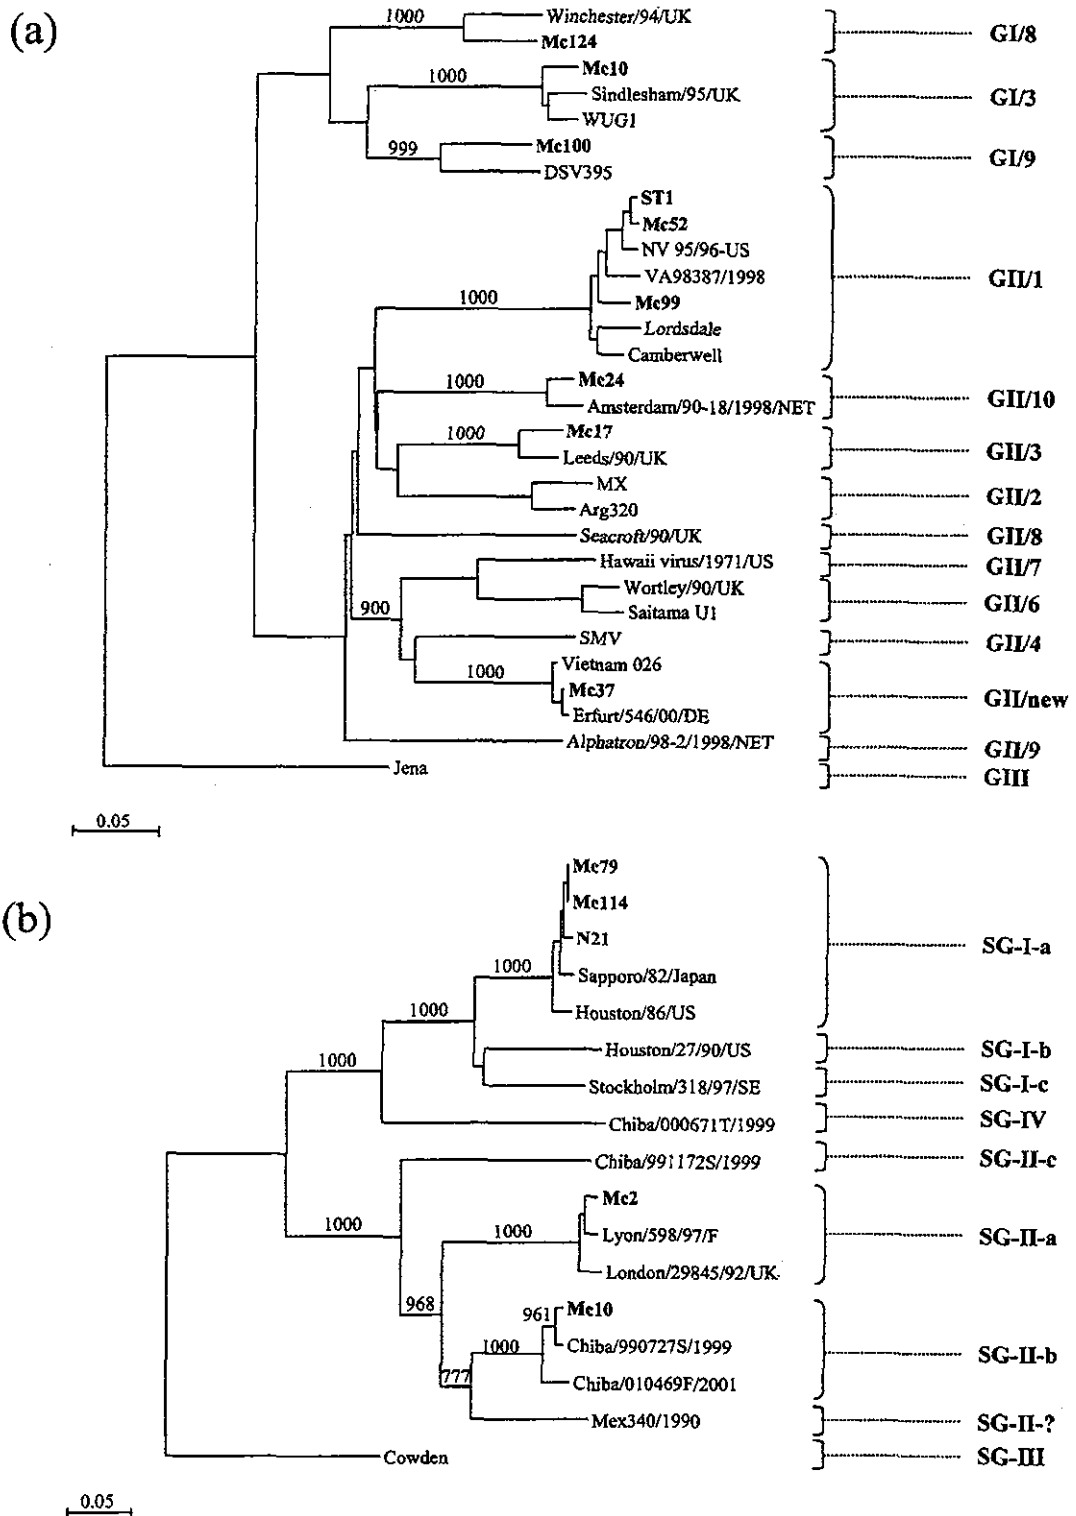 (a)
1000
Winchester/94/UK
Mc124
GI/8
1000
Mc10
Sindlesham/95/UK
WUG1
GI/3
999
Mc100
DSV395
GI/9
ST1
Mc52
NV 95/96-US
VA98387/1998
1000
Mc99
Lordsdale
Camberwell
GII/1
1000
Mc24
Amsterdam/90-18/1998/NET
GII/10
1000
Mc17
Leeds/90/UK
GII/3
MX
Arg320
GII/2
Seacroft/90/UK
GII/8
Hawaii virus/1971/US
GII/7
900
Wortley/90/UK
Saitama U1
GII/6
SMV
GII/4
1000
Vietnam 026
Mc37
Erfurt/546/00/DE
GII/new
Alphatron/98-2/1998/NET
GII/9
Jena
GIII
0.05
(b)
Mc79
Mc114
N21
1000
Sapporo/82/Japan
Houston/86/US
SG-I-a
1000
Houston/27/90/US
SG-I-b
1000
Stockholm/318/97/SE
SG-I-c
Chiba/000671T/1999
SG-IV
Chiba/991172S/1999
SG-II-c
1000
Mc2
1000
Lyon/598/97/F
London/29845/92/UK
SG-II-a
968
961
Mc10
1000
Chiba/990727S/1999
777
Chiba/010469F/2001
SG-II-b
Mex340/1990
SG-II-?
Cowden
SG-III
0.05